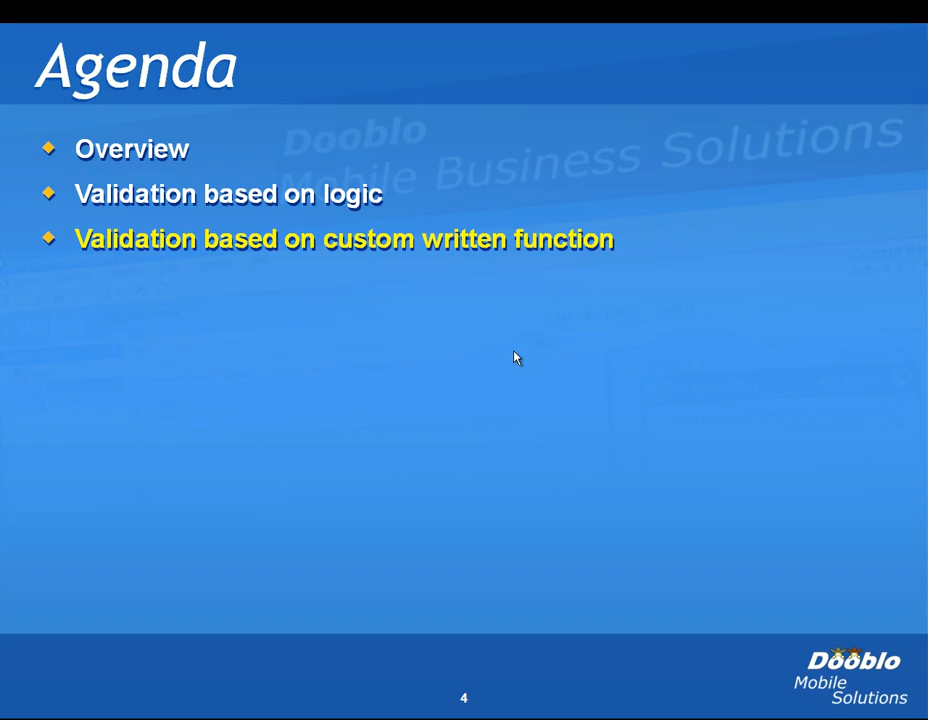 Agenda
Dooblo
Mobile Business Solutions
Overview
Validation based on logic
Validation based on custom written function
Dooblo
Mobile
Solutions
4